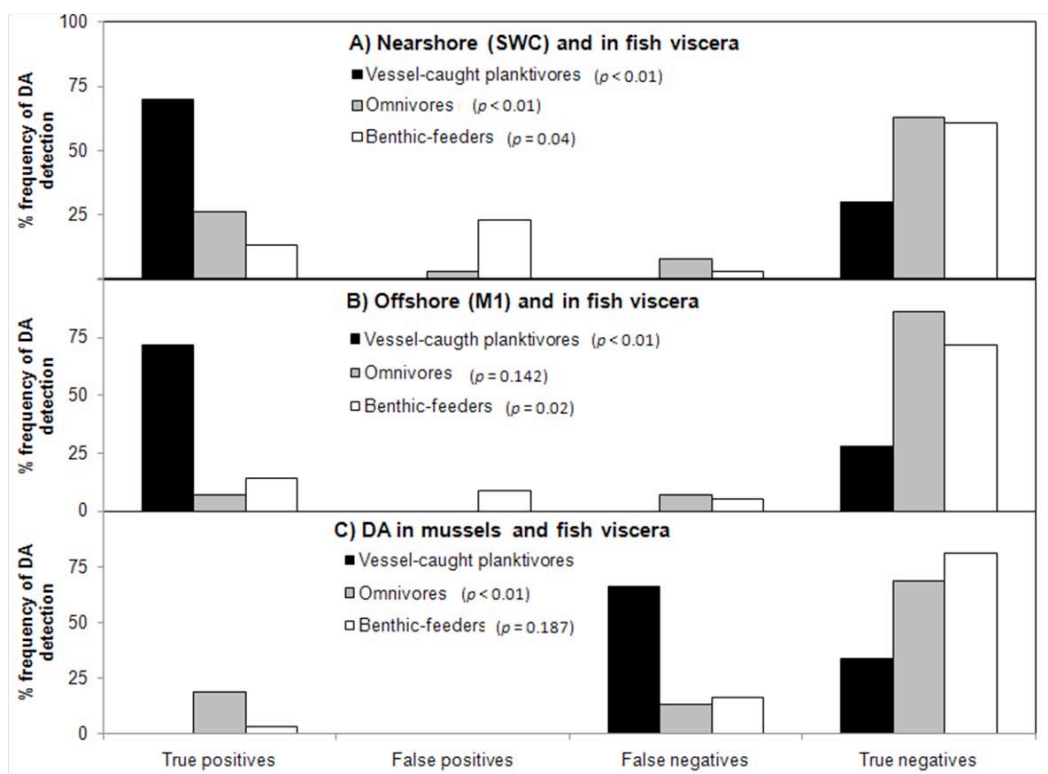 100
75
50
25
% frequency of DA
detection
A) Nearshore (SWC) and in fish viscera
Vessel-caught planktivores (p < 0.01)
Omnivores (p < 0.01)
Benthic-feeders (p = 0.04)
75
50
25
0
% frequency of DA
detection
B) Offshore (M1) and in fish viscera
Vessel-caugth planktivores (p < 0.01)
Omnivores (p = 0.142)
Benthic-feeders (p = 0.02)
75
50
25
0
% frequency of DA
detection
C) DA in mussels and fish viscera
Vessel-caught planktivores
Omnivores (p < 0.01)
Benthic-feeders (p = 0.187)
True positives False positives False negatives True negatives